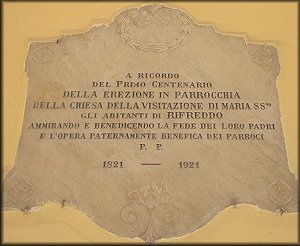 A RICORDO
DEL PRIMO CENTENARIO
DELLA EREZIONE IN PARROCCHIA
DELLA CHIESA DELLA VISITAZIONE DI MARIA SS.ma
GLI ABITANTI DI RIFREDDO
AMMIRANDO E BENEDICENDO LA FEDE DEI LORO PADRI
E L'OPERA PATERNAMENTE BENEFICA DEI PARROCI
P. P.
1821 — 1921